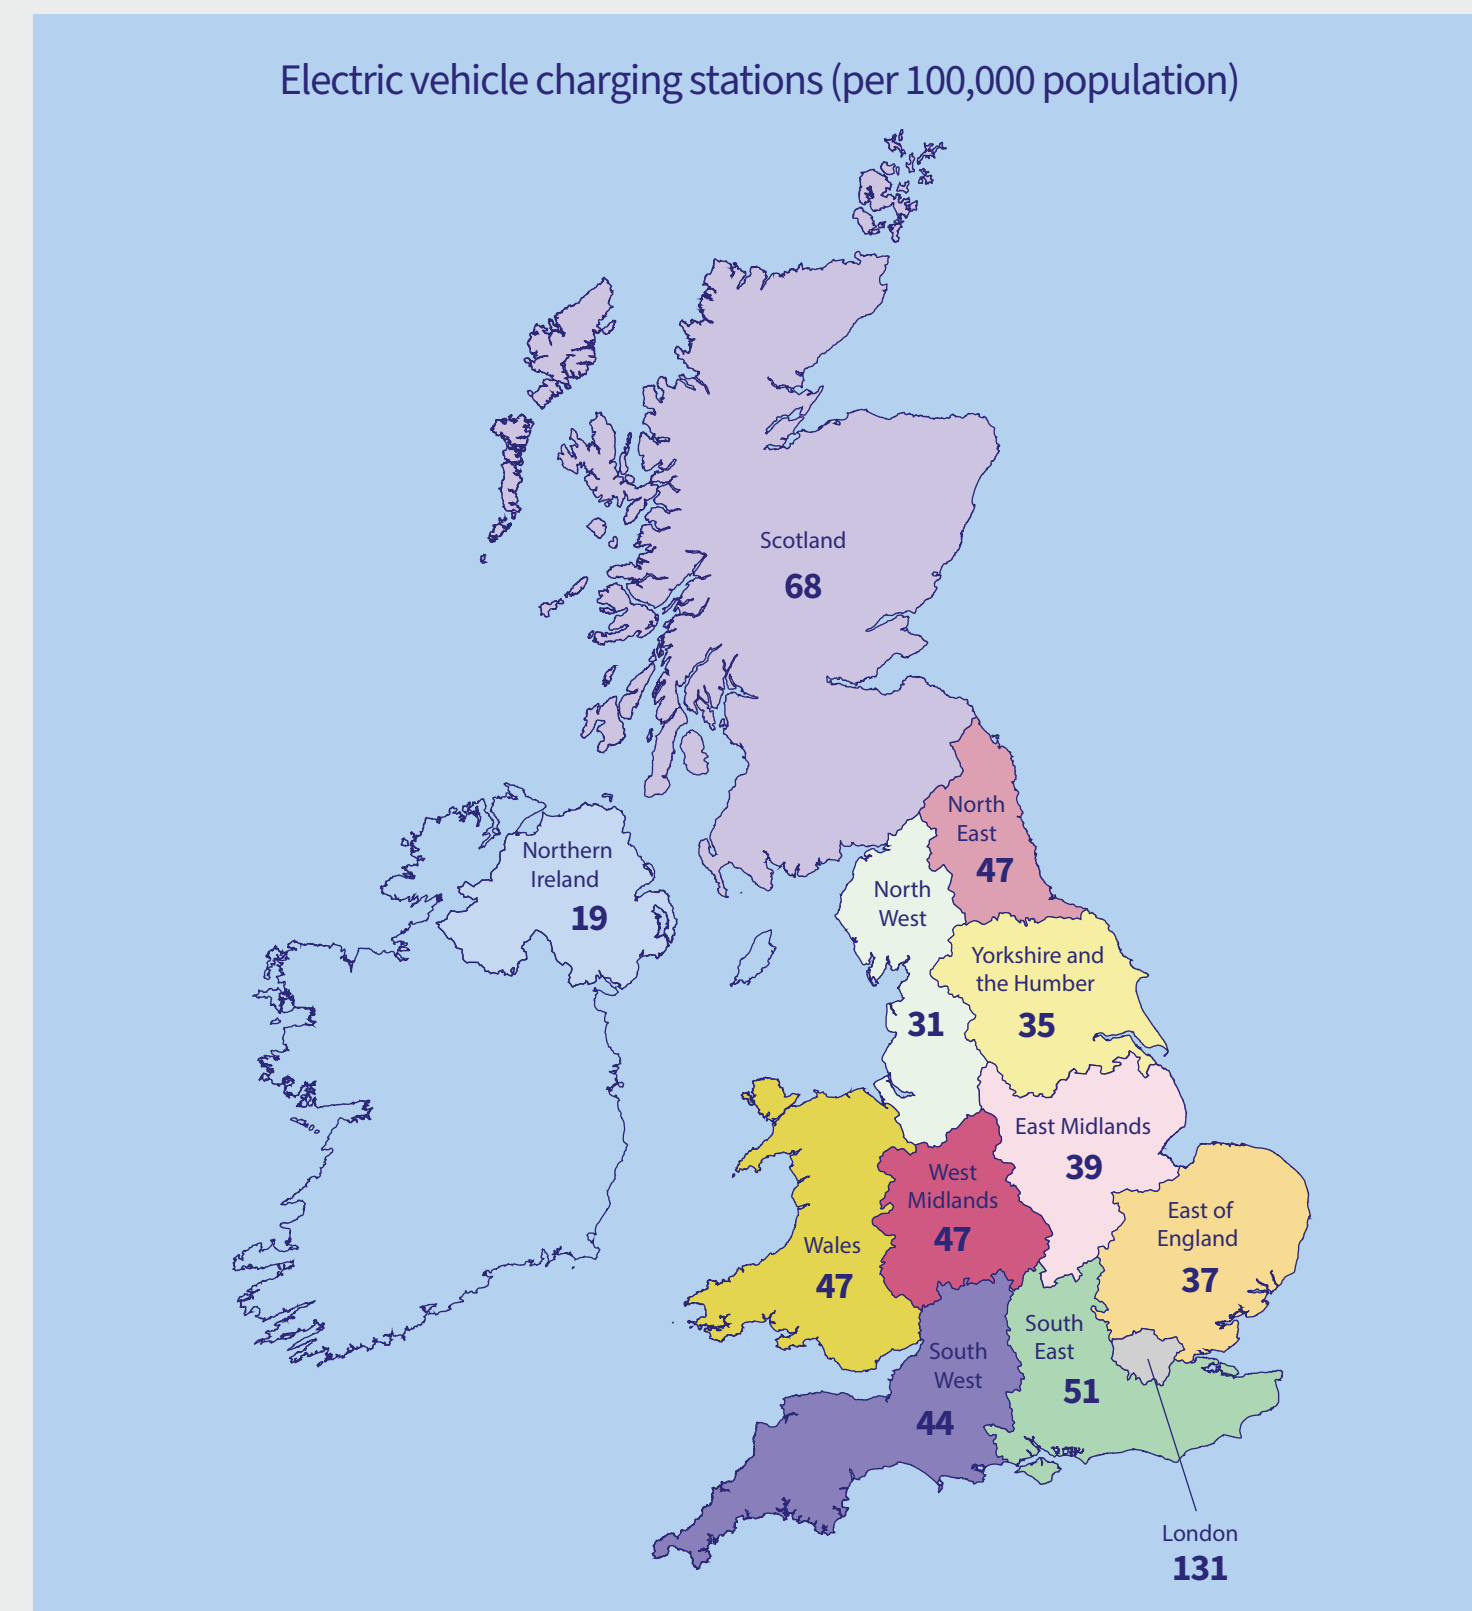 Electric vehicle charging stations (per 100,000 population)
Scotland
68
North
East
47
Northern
Ireland
19
North
West
31
Yorkshire and
the Humber
35
East Midlands
39
West
Midlands
47
East of
England
37
Wales
47
South
East
51
South
West
44
London
131